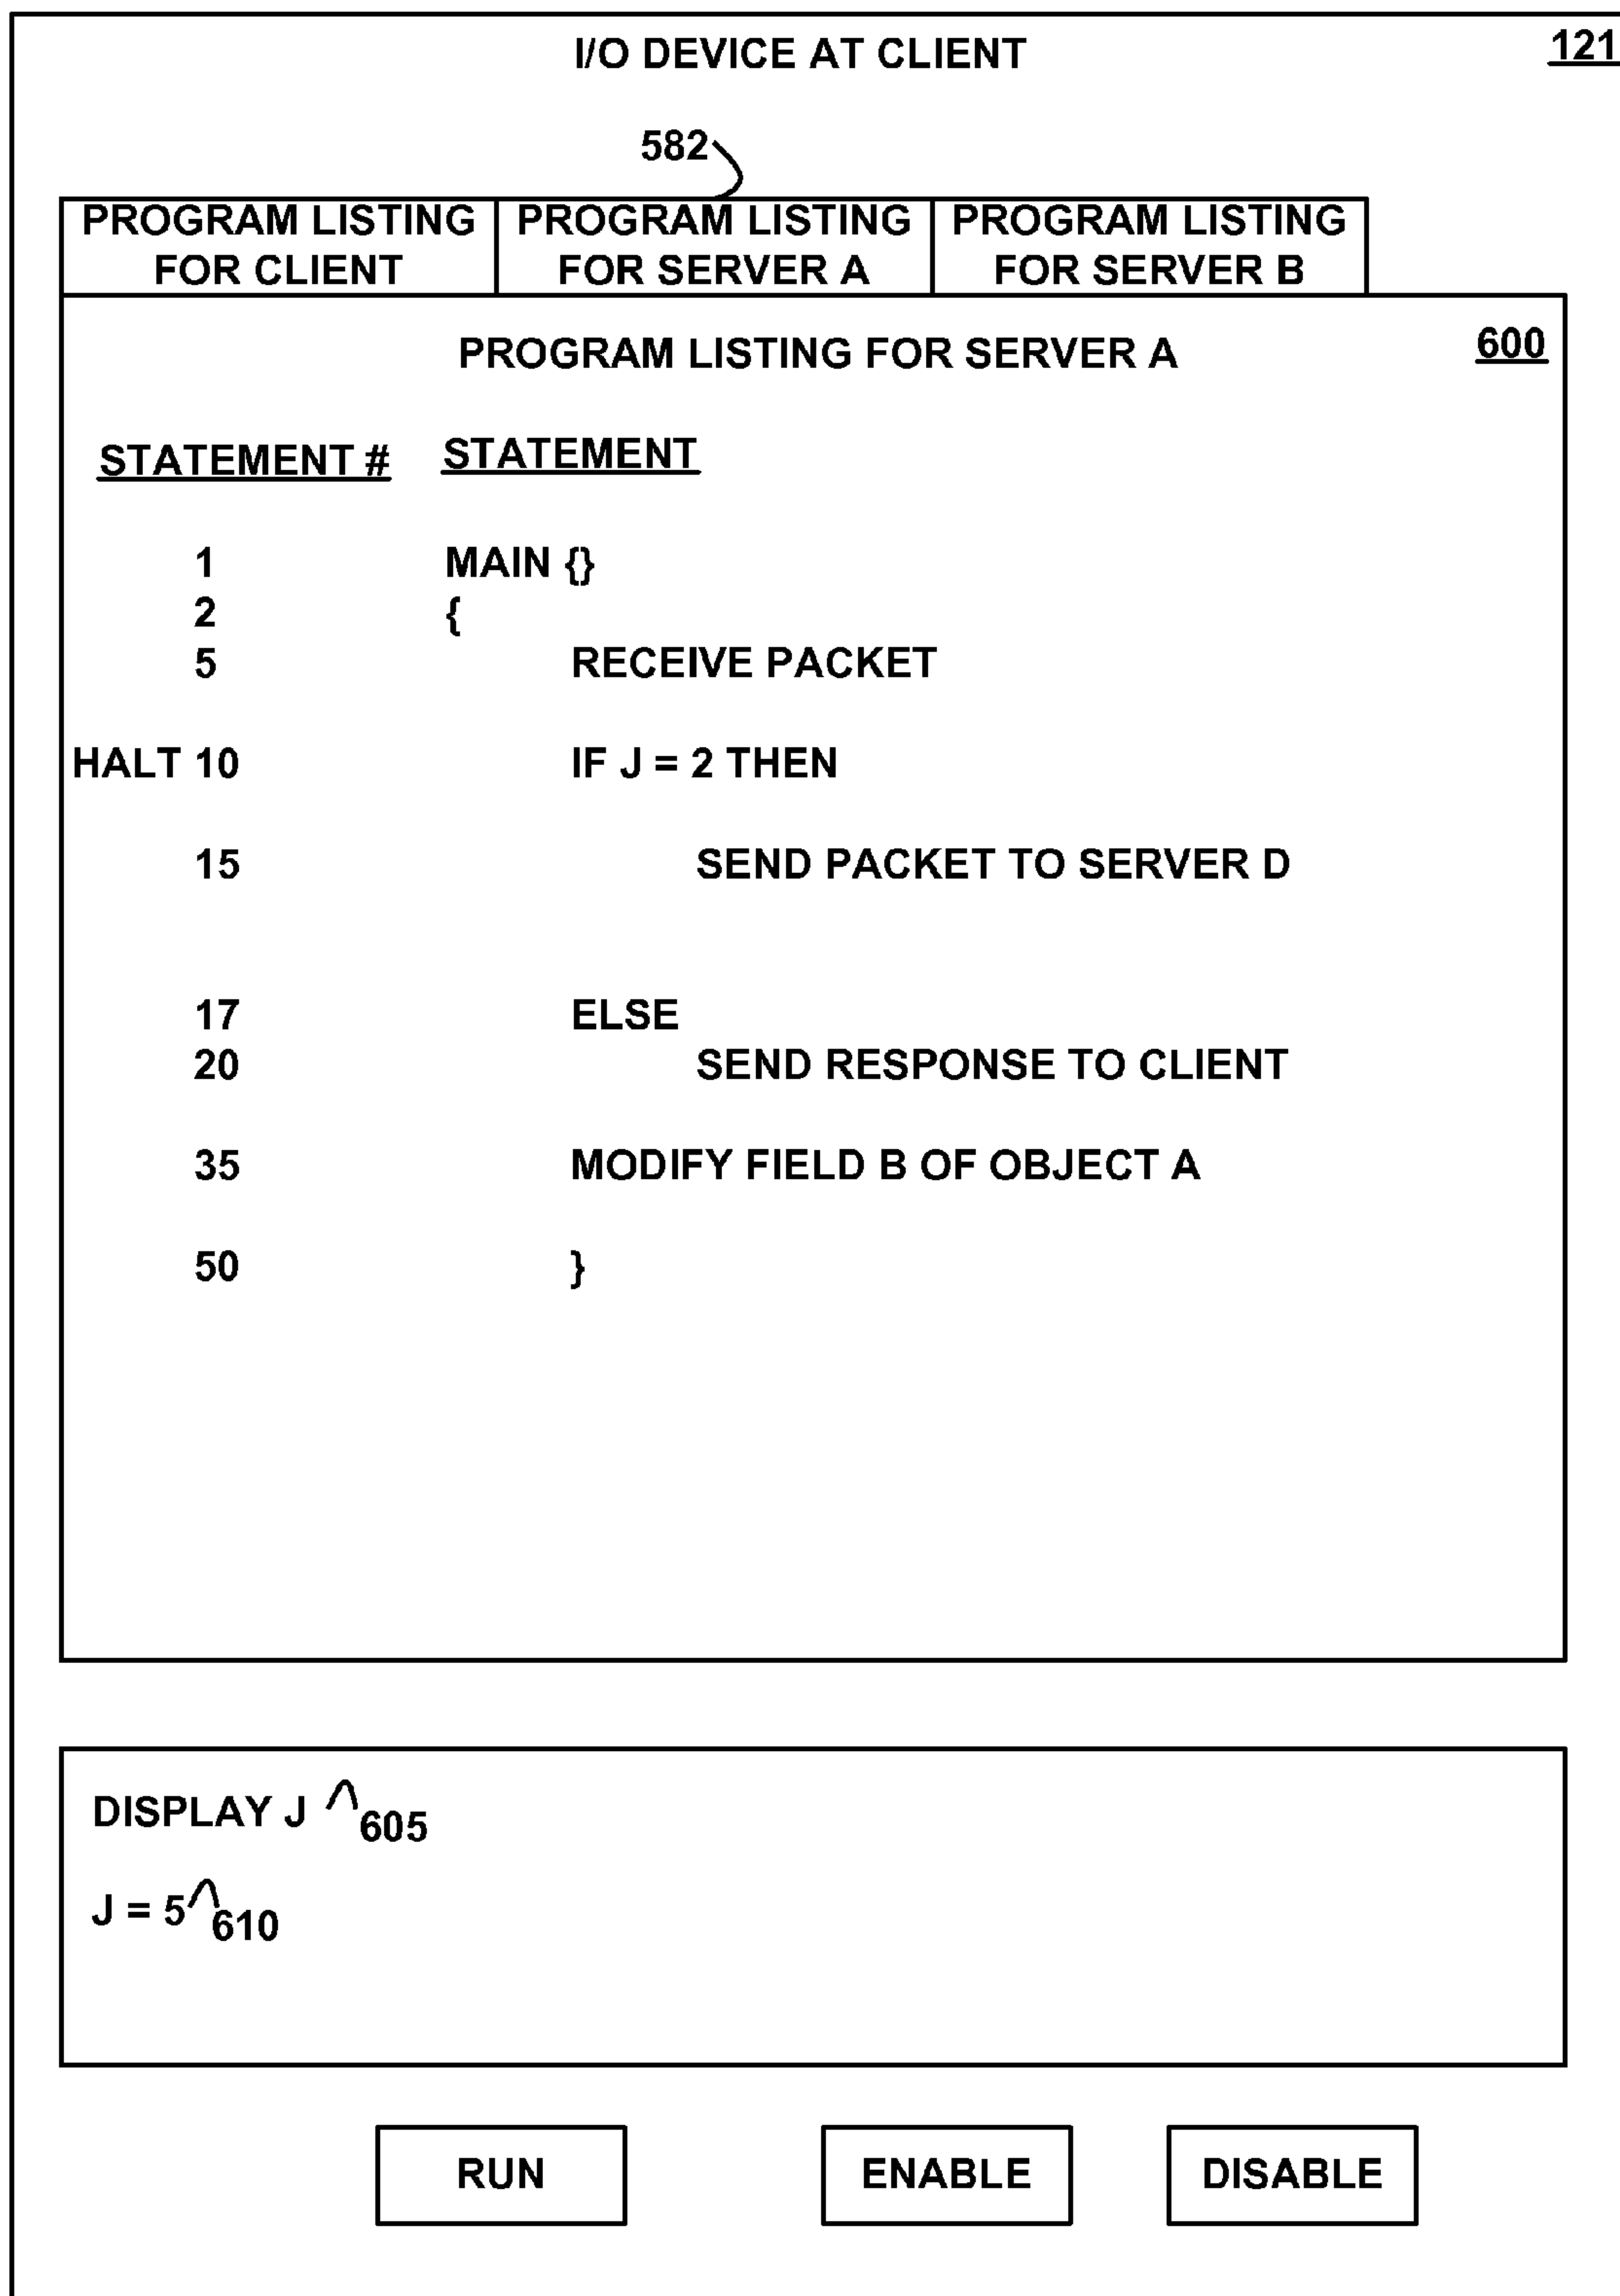 I/O DEVICE AT CLIENT 121
582
PROGRAM LISTING FOR CLIENT
PROGRAM LISTING FOR SERVER A
PROGRAM LISTING FOR SERVER B
PROGRAM LISTING FOR SERVER A 600
STATEMENT # STATEMENT
1 MAIN {}
2 {
5 RECEIVE PACKET
HALT 10 IF J = 2 THEN
15 SEND PACKET TO SERVER D
17 ELSE
20 SEND RESPONSE TO CLIENT
35 MODIFY FIELD B OF OBJECT A
50 }
DISPLAY J 605
J = 5 610
RUN ENABLE DISABLE